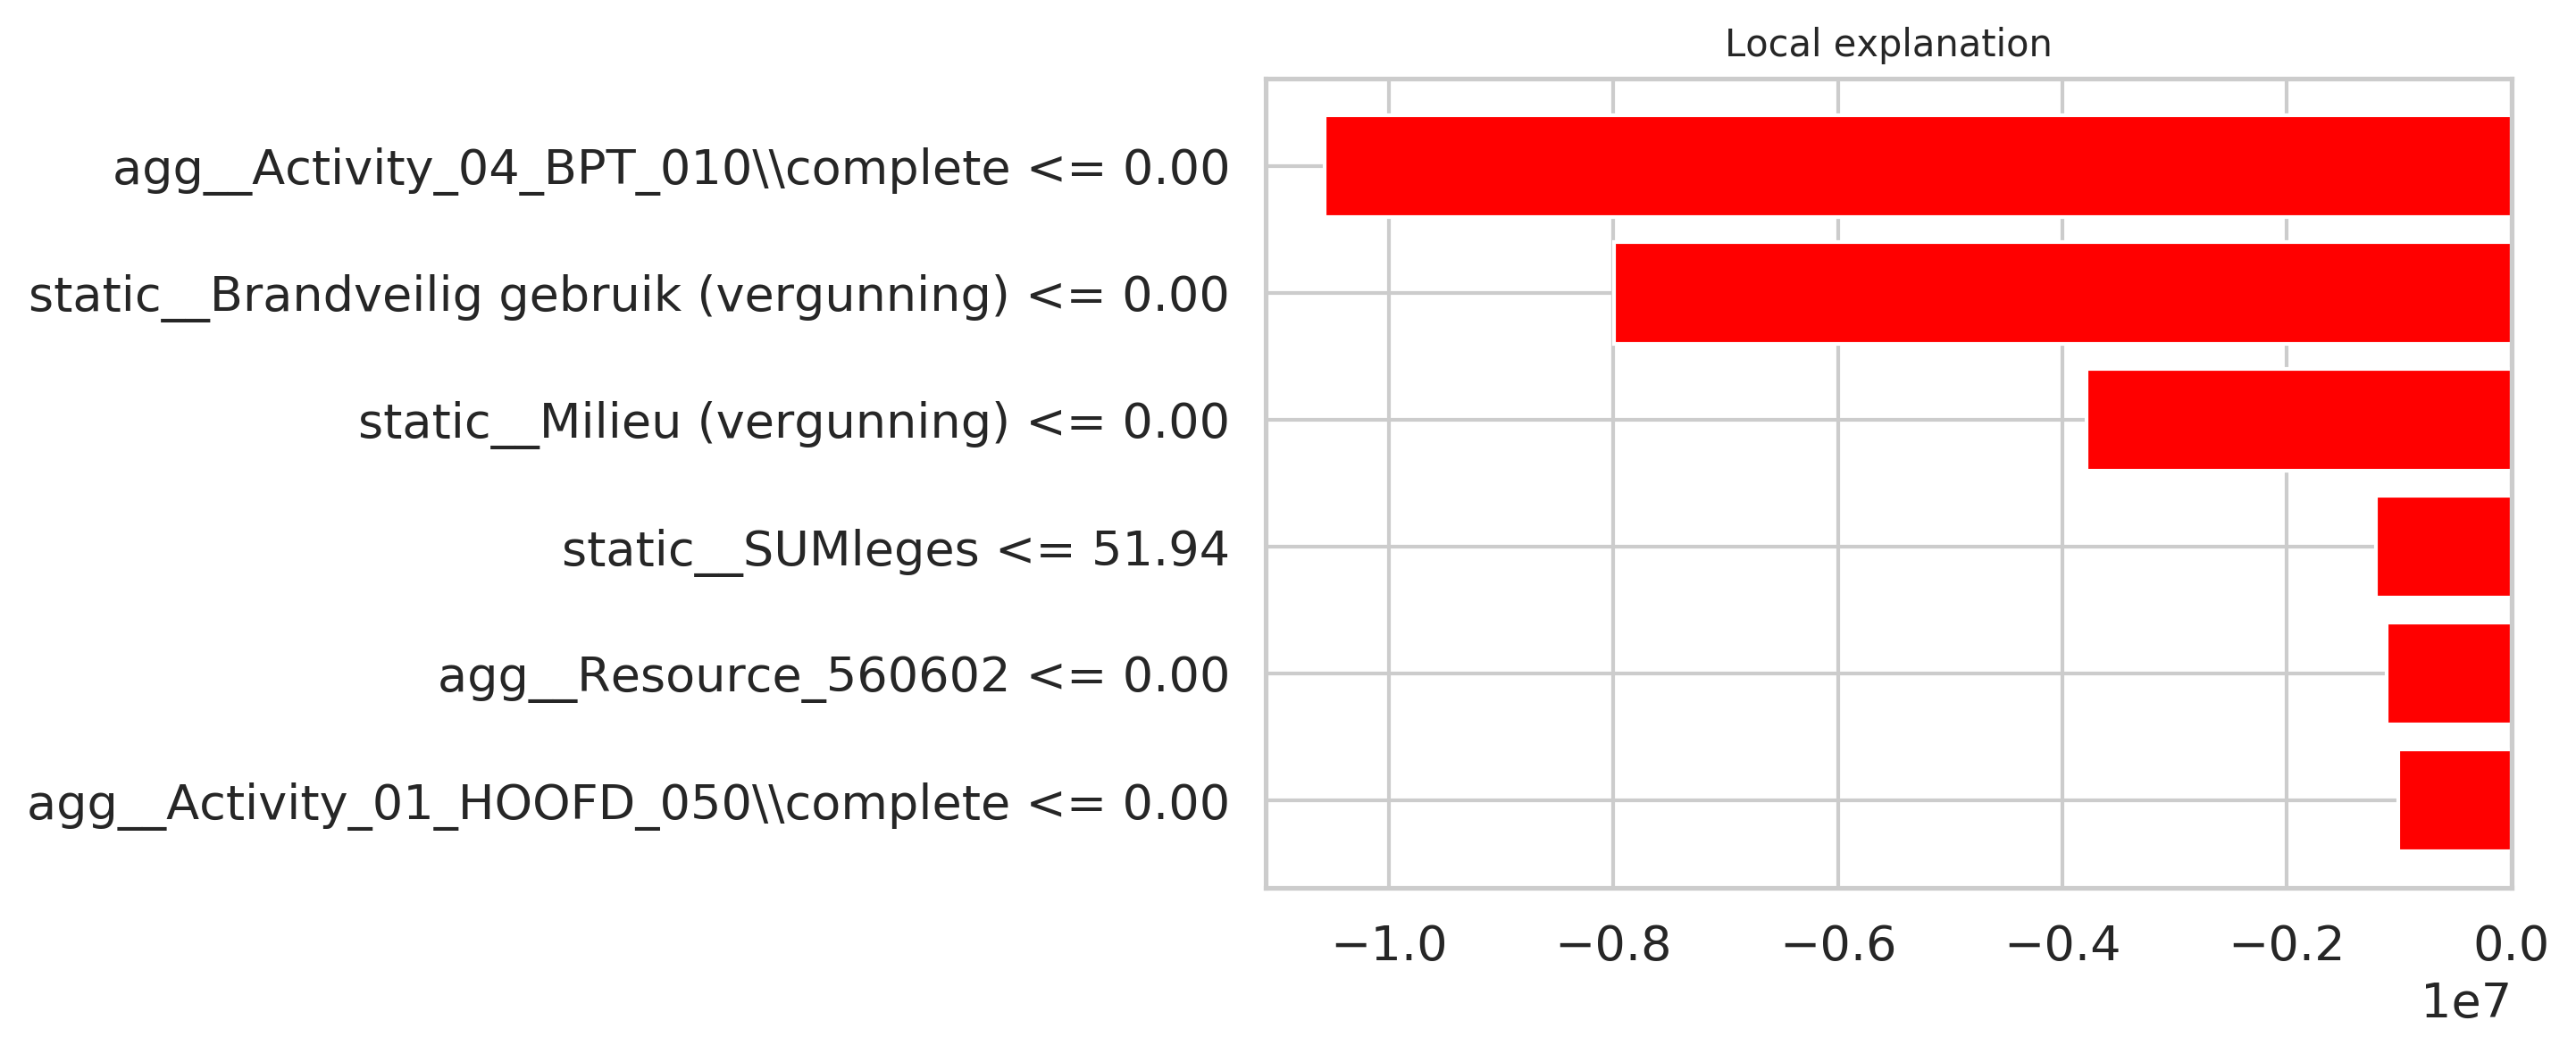 Local explanation
agg__Activity_04_BPT_010\\complete <= 0.00
static__Brandveilig gebruik (vergunning) <= 0.00
static__Milieu (vergunning) <= 0.00
static__SUMleges <= 51.94
agg__Resource_560602 <= 0.00
agg__Activity_01_HOOFD_050\\complete <= 0.00
−1.0 −0.8 −0.6 −0.4 −0.2 0.0
1e7